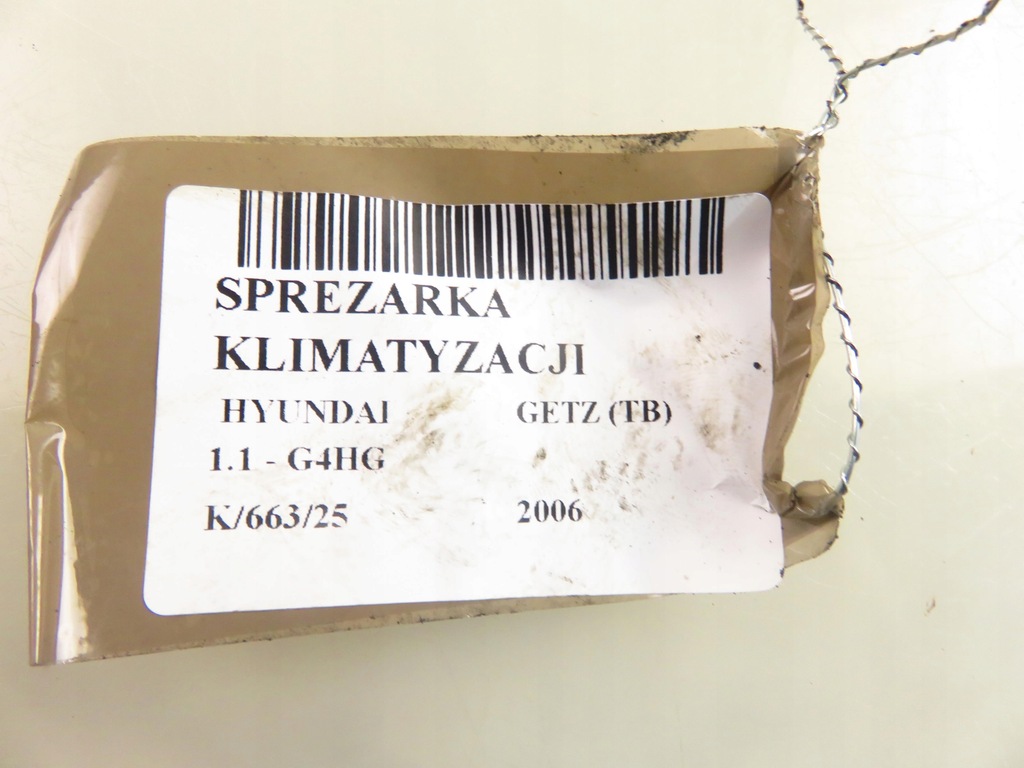 SPREZARKA
KLIMATYZACJI
HYUNDAI GETZ (TB)
1.1 - G4HG
K/663/25 2006